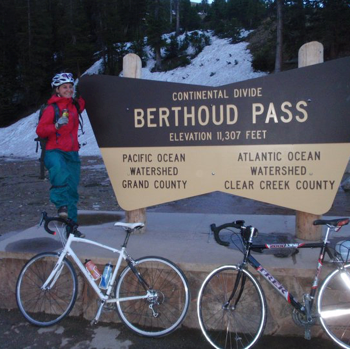 CONTINENTAL DIVIDE
BERTHOUD PASS
ELEVATION 11,307 FEET
PACIFIC OCEAN
WATERSHED
GRAND COUNTY
ATLANTIC OCEAN
WATERSHED
CLEAR CREEK COUNTY
TREK